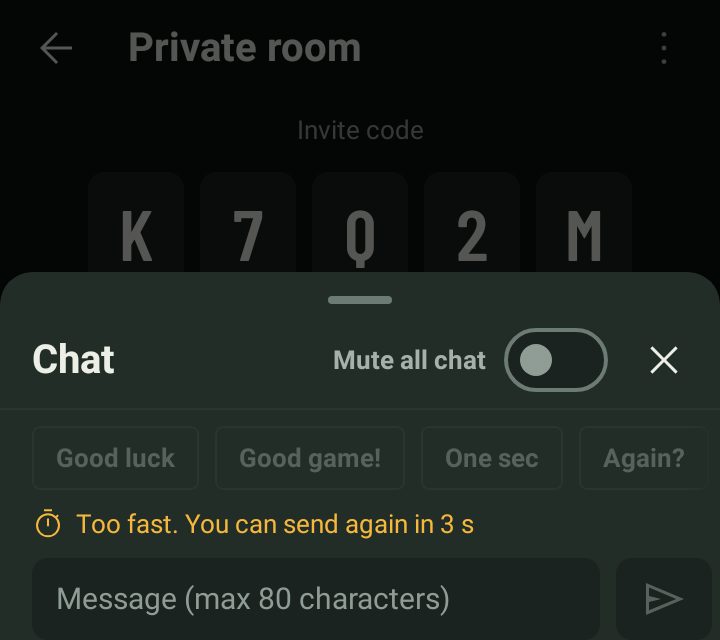 Private room
Invite code
K 7 Q 2 M
Chat
Mute all chat
Good luck
Good game!
One sec
Again?
Too fast. You can send again in 3 s
Message (max 80 characters)